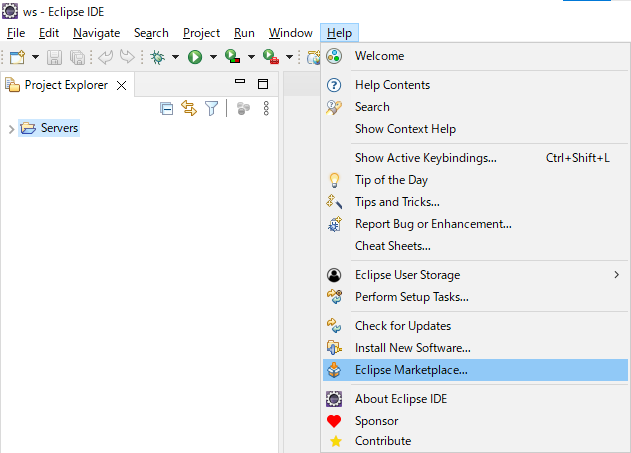 ws - Eclipse IDE
File Edit Navigate Search Project Run Window Help
Project Explorer
Servers
Welcome
Help Contents
Search
Show Context Help
Show Active Keybindings... Ctrl+Shift+L
Tip of the Day
Tips and Tricks...
Report Bug or Enhancement...
Cheat Sheets...
Eclipse User Storage
Perform Setup Tasks...
Check for Updates
Install New Software...
Eclipse Marketplace...
About Eclipse IDE
Sponsor
Contribute